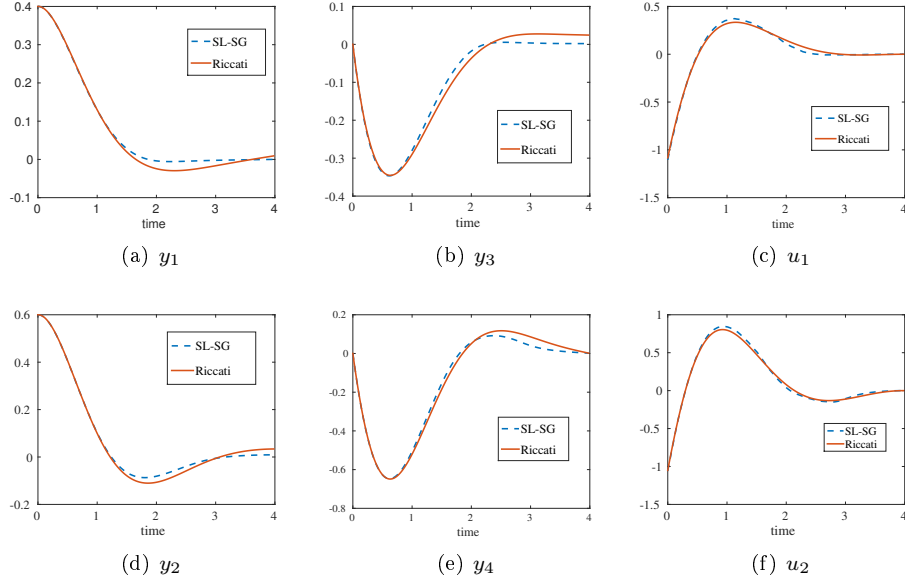 0.4
0.3
0.2
0.1
0
-0.1
0 1 2 3 4
time
SL-SG
Riccati
(a) y1
0.1
0
-0.1
-0.2
-0.3
-0.4
0 1 2 3 4
time
SL-SG
Riccati
(b) y3
1
0.5
0
-0.5
-1
-1.5
0 1 2 3 4
time
SL-SG
Riccati
(c) u1
0.6
0.4
0.2
0
-0.2
0 1 2 3 4
time
SL-SG
Riccati
(d) y2
0.2
0
-0.2
-0.4
-0.6
-0.8
0 1 2 3 4
time
SL-SG
Riccati
(e) y4
1
0.5
0
-0.5
-1
-1.5
0 1 2 3 4
time
SL-SG
Riccati
(f) u2